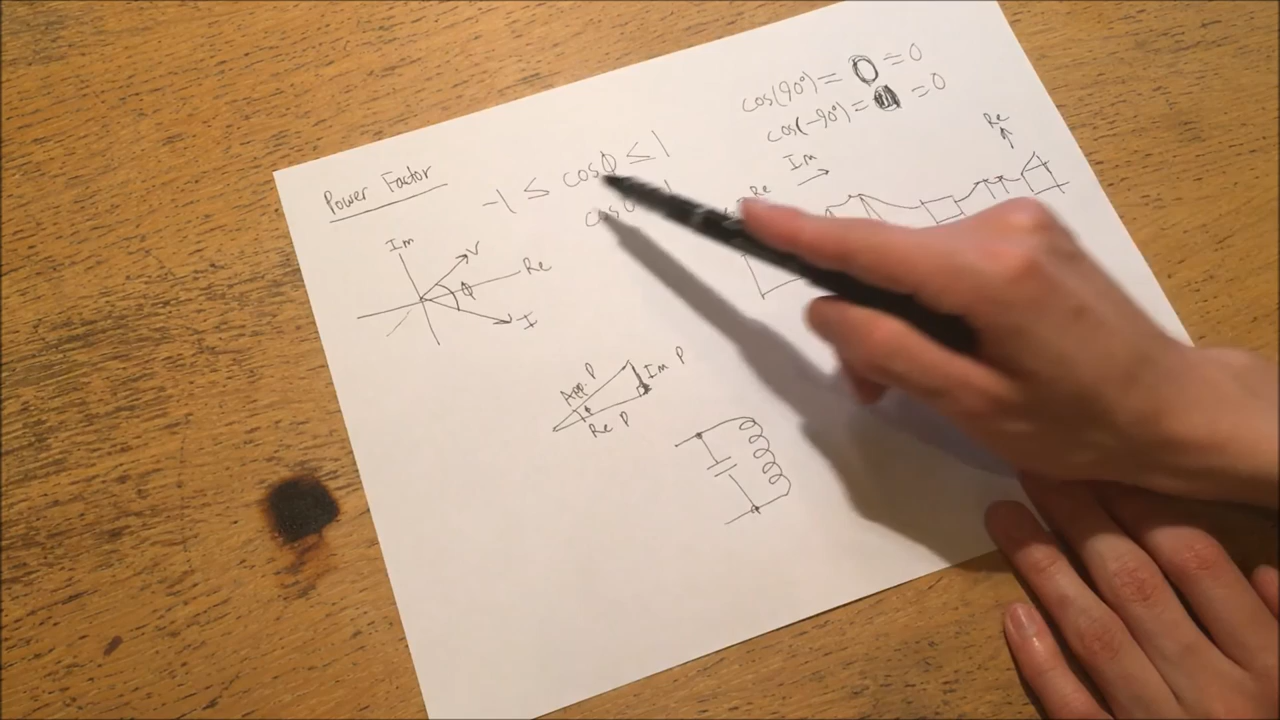 Power Factor
-1 ≤ cosϕ ≤ 1
cos
cos(90°) = 0 = 0
cos(-90°) = = 0
Im
Re
Re
Im
V
Re
ϕ
I
App. P
Im P
ϕ
Re P